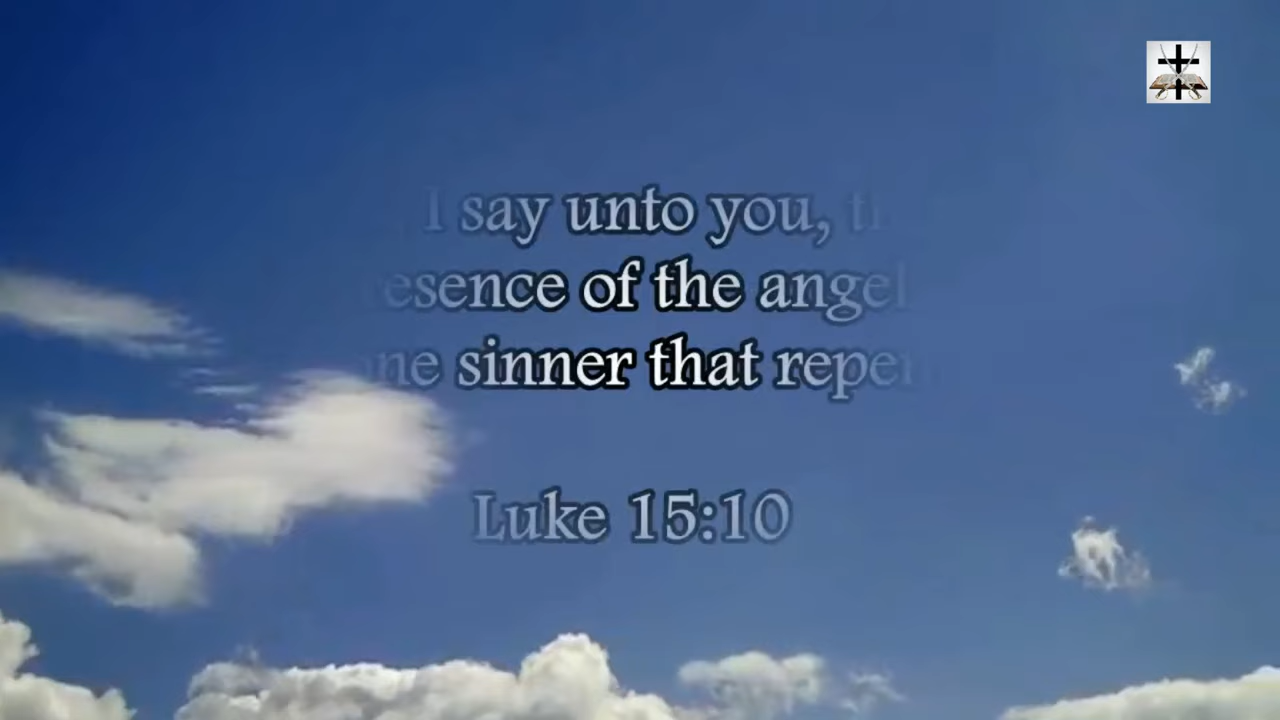 I say unto you, th
esence of the angel
ne sinner that repen
Luke 15:10